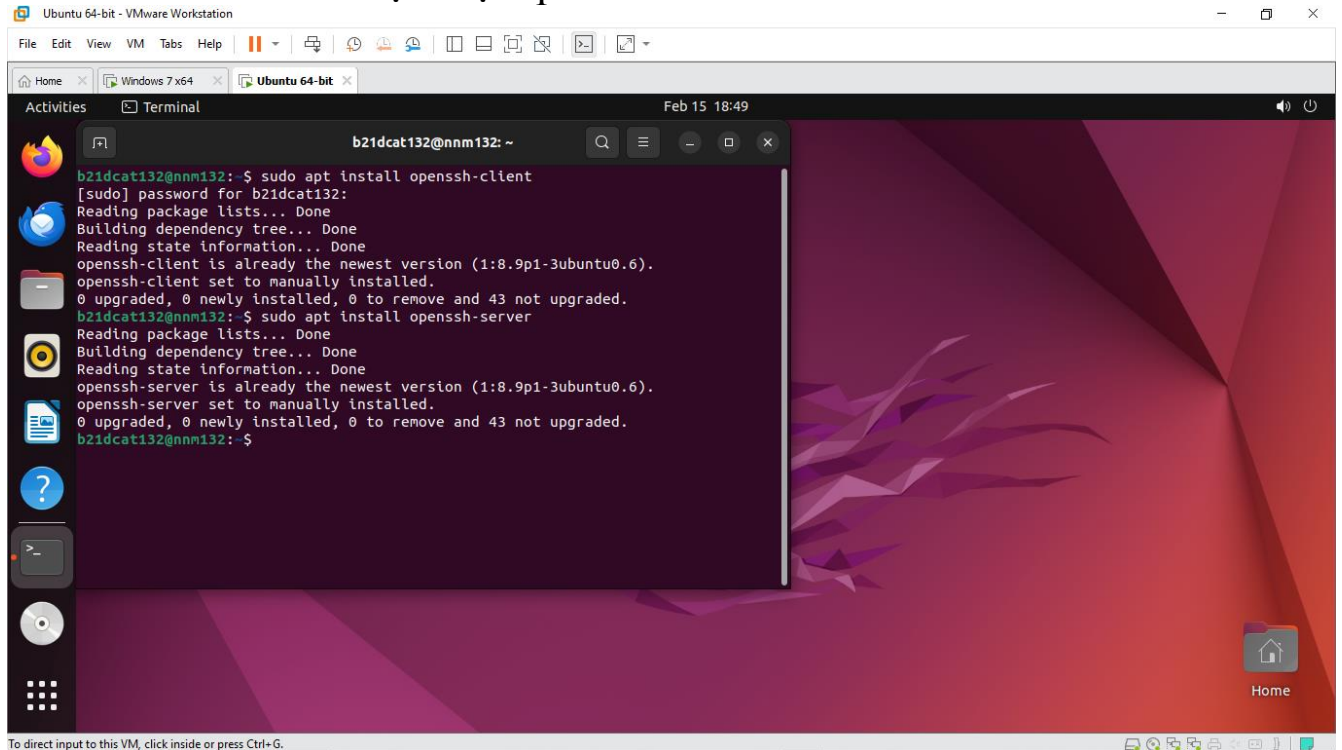 Ubuntu 64-bit - VMware Workstation
File Edit View VM Tabs Help
Home Windows 7 x64 Ubuntu 64-bit
Activities Terminal Feb 15 18:49
b21dcat132@nnm132: ~
b21dcat132@nnm132:~$ sudo apt install openssh-client
[sudo] password for b21dcat132:
Reading package lists... Done
Building dependency tree... Done
Reading state information... Done
openssh-client is already the newest version (1:8.9p1-3ubuntu0.6).
openssh-client set to manually installed.
0 upgraded, 0 newly installed, 0 to remove and 43 not upgraded.
b21dcat132@nnm132:~$ sudo apt install openssh-server
Reading package lists... Done
Building dependency tree... Done
Reading state information... Done
openssh-server is already the newest version (1:8.9p1-3ubuntu0.6).
openssh-server set to manually installed.
0 upgraded, 0 newly installed, 0 to remove and 43 not upgraded.
b21dcat132@nnm132:~$
Home
To direct input to this VM, click inside or press Ctrl+G.